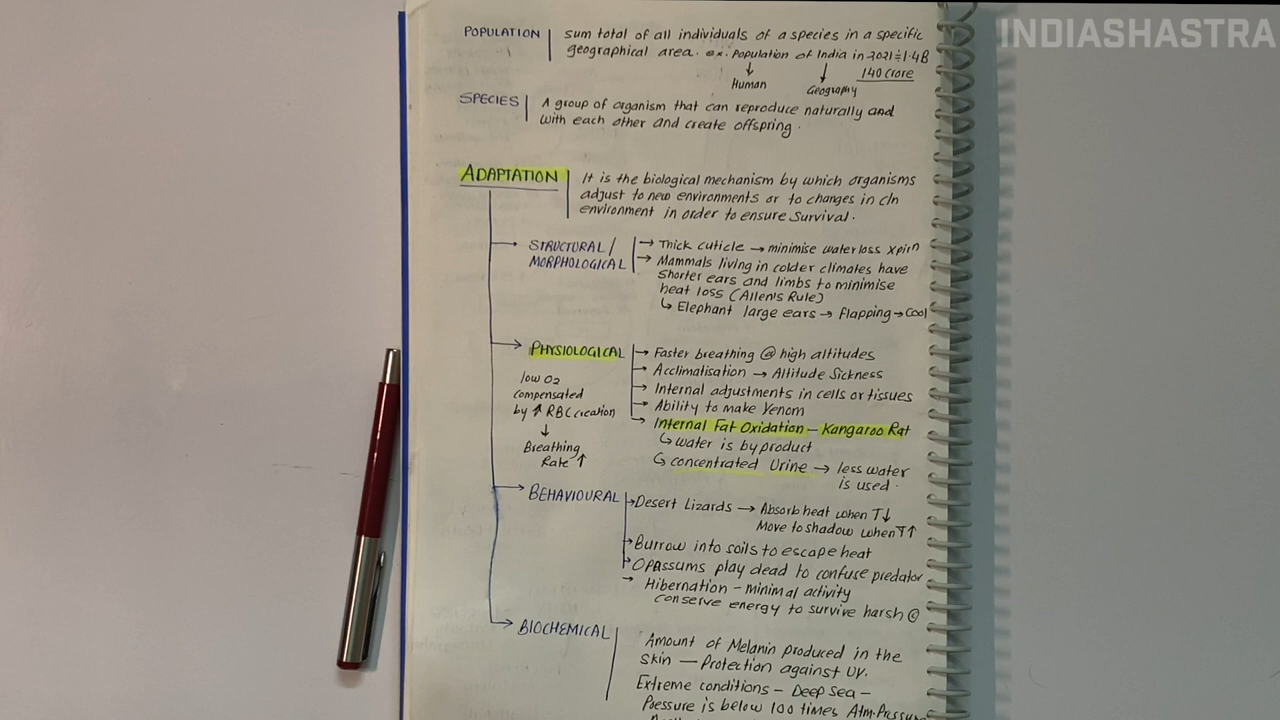 INDIASHASTRA
POPULATION
sum total of all individuals of a species in a specific
geographical area. ex: Population of India in 2021 ÷ 1.4B
Human
Geography
140 Crore
SPECIES
A group of organism that can reproduce naturally and
with each other and create offspring.
ADAPTATION
It is the biological mechanism by which organisms
adjust to new environments or to changes in c/n
environment in order to ensure survival.
STRUCTURAL/
MORPHOLOGICAL
→ Thick cuticle → minimise water loss xpirn
→ Mammals living in colder climates have
shorter ears and limbs to minimise
heat loss (Allen's Rule)
↳ Elephant large ears → Flapping → Cool
PHYSIOLOGICAL
→ Faster breathing @ high altitudes
→ Acclimatisation → Altitude Sickness
→ Internal adjustments in cells or tissues
→ Ability to make Venom
→ Internal Fat Oxidation – Kangaroo Rat
↳ water is by product
↳ concentrated Urine → less water
is used.
low O2
compensated
by ↑ RBC creation
↓
Breathing
Rate ↑
BEHAVIOURAL
→ Desert Lizards → Absorb heat when T↓
Move to shadow when T↑
→ Burrow into soils to escape heat
→ Opassums play dead to confuse predator
→ Hibernation – minimal activity
conserve energy to survive harsh ©
BIOCHEMICAL
Amount of Melanin produced in the
skin — Protection against UV.
Extreme conditions – Deep Sea –
Pressure is below 100 times Atm. Pressure